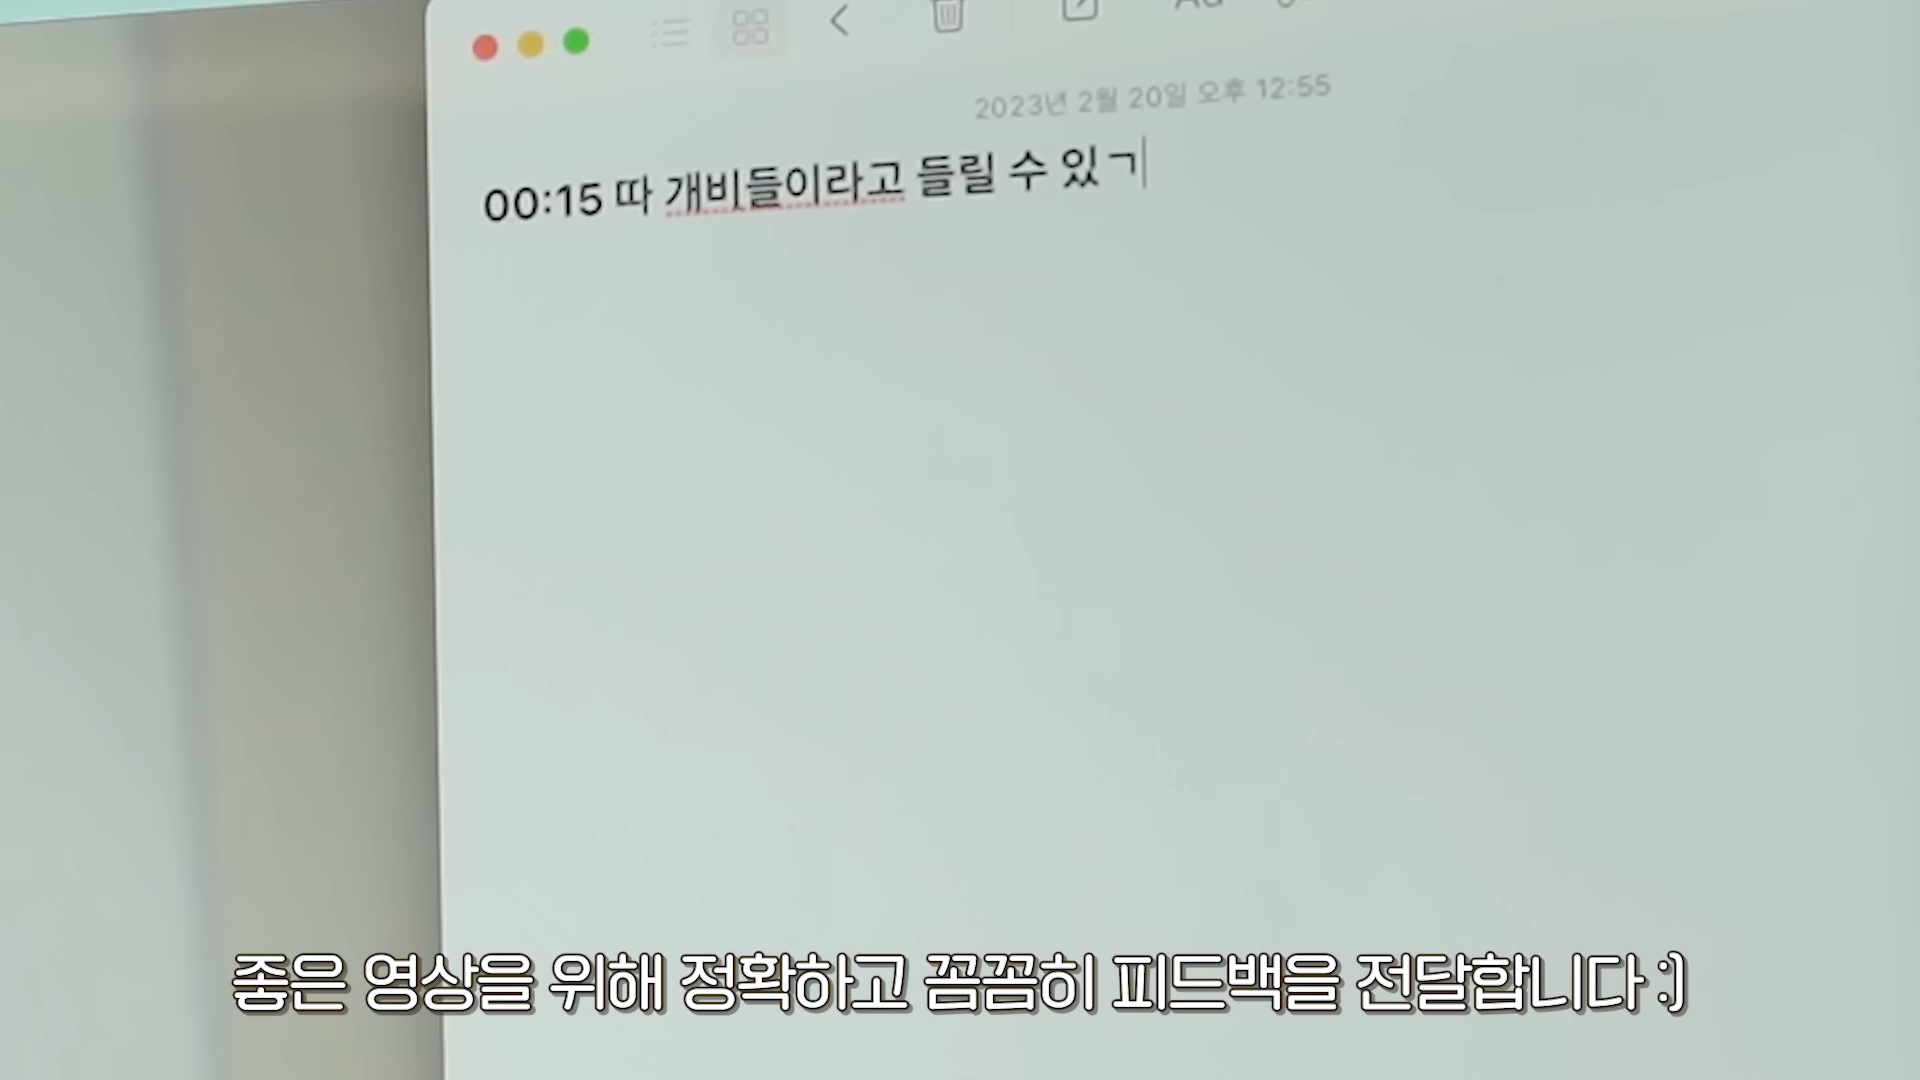 2023년 2월 20일 오후 12:55
00:15 따 개비들이라고 들릴 수 있ㄱ
좋은 영상을 위해 정확하고 꼼꼼히 피드백을 전달합니다 :)